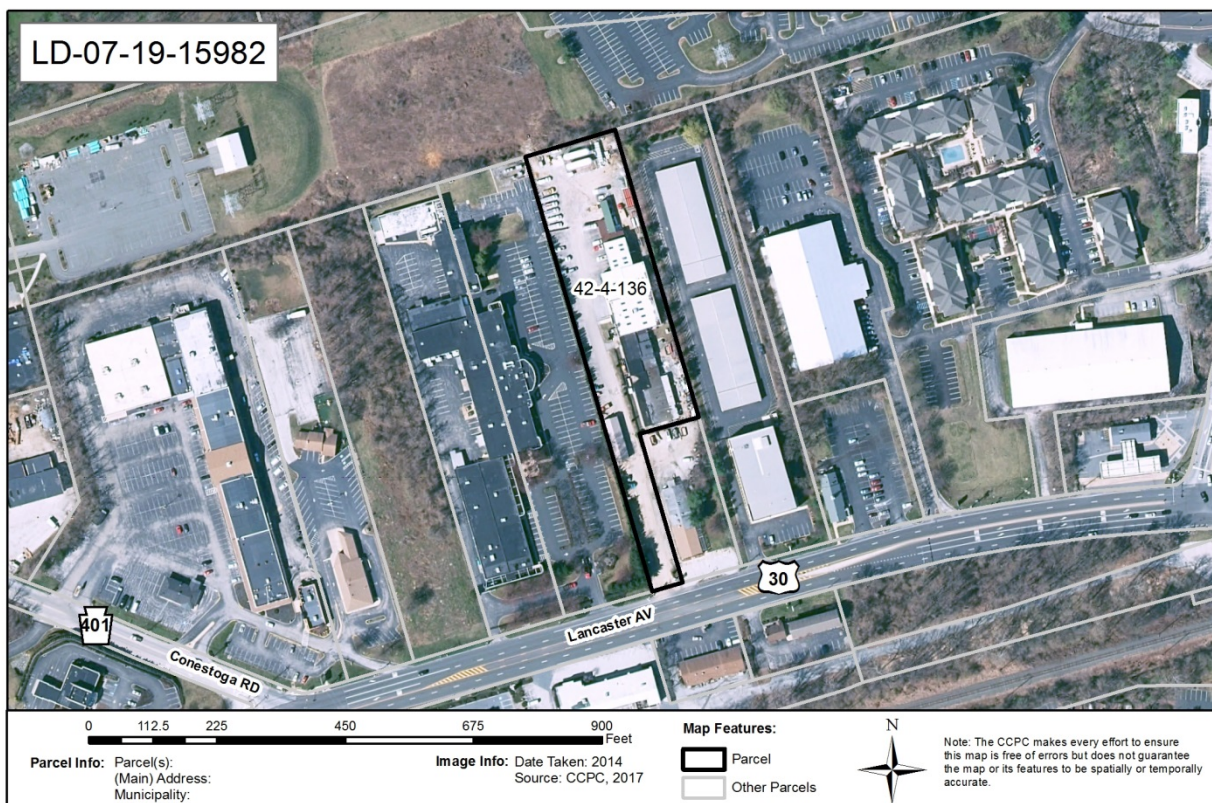 LD-07-19-15982
42-4-136
30
Lancaster AV
401
Conestoga RD
0 112.5 225 450 675 900
Feet
Parcel Info: Parcel(s):
(Main) Address:
Municipality:
Image Info: Date Taken: 2014
Source: CCPC, 2017
Map Features:
Parcel
Other Parcels
N
Note: The CCPC makes every effort to ensure
this map is free of errors but does not guarantee
the map or its features to be spatially or temporally
accurate.